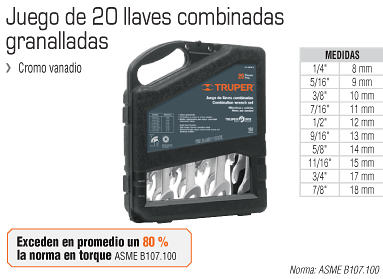 Juego de 20 llaves combinadas
granalladas
› Cromo vanadio
TRUPER
Juego de llaves combinadas
Combination wrench set
MEDIDAS
1/4" 8 mm
5/16" 9 mm
3/8" 10 mm
7/16" 11 mm
1/2" 12 mm
9/16" 13 mm
5/8" 14 mm
11/16" 15 mm
3/4" 17 mm
7/8" 18 mm
Exceden en promedio un 80 %
la norma en torque ASME B107.100
Norma: ASME B107.100